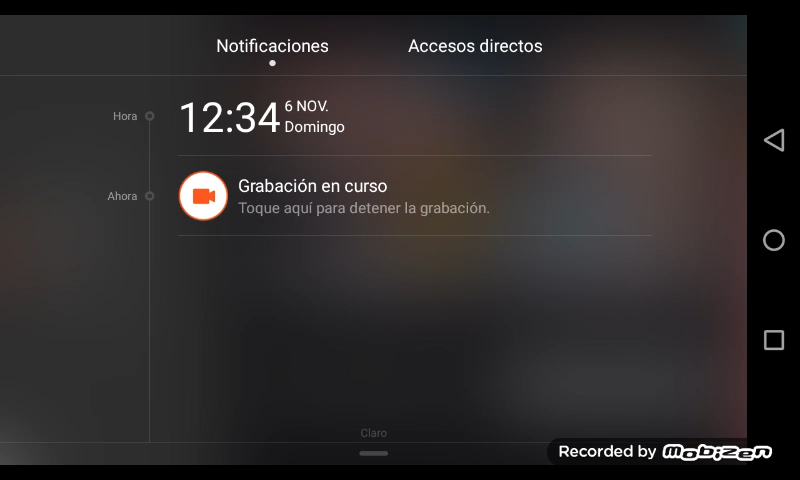 Notificaciones
Accesos directos
Hora
12:34
6 NOV.
Domingo
Ahora
Grabación en curso
Toque aquí para detener la grabación.
Claro
Recorded by mobizen